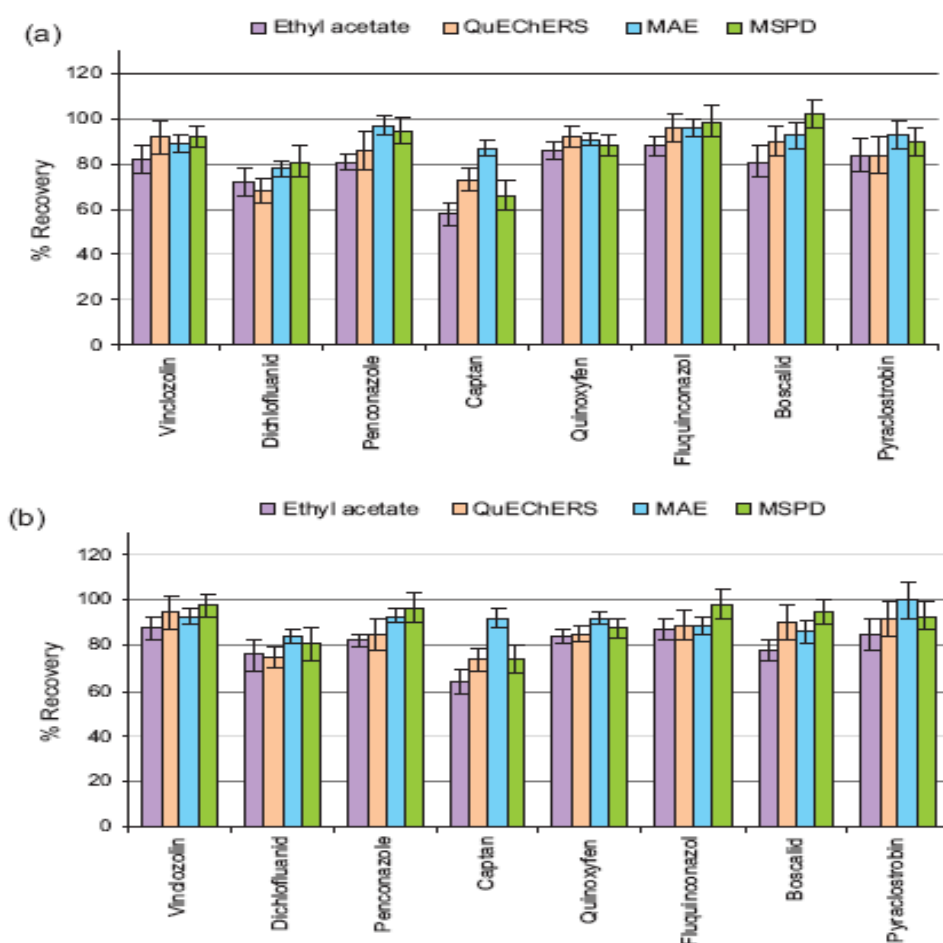 (a)
Ethyl acetate QuEChERS MAE MSPD
% Recovery
120
100
80
60
40
20
0
Vinclozolin
Dichlofluanid
Penconazole
Captan
Quinoxyfen
Fluquinconazol
Boscalid
Pyraclostrobin
(b)
Ethyl acetate QuEChERS MAE MSPD
% Recovery
120
100
80
60
40
20
0
Vinclozolin
Dichlofluanid
Penconazole
Captan
Quinoxyfen
Fluquinconazol
Boscalid
Pyraclostrobin